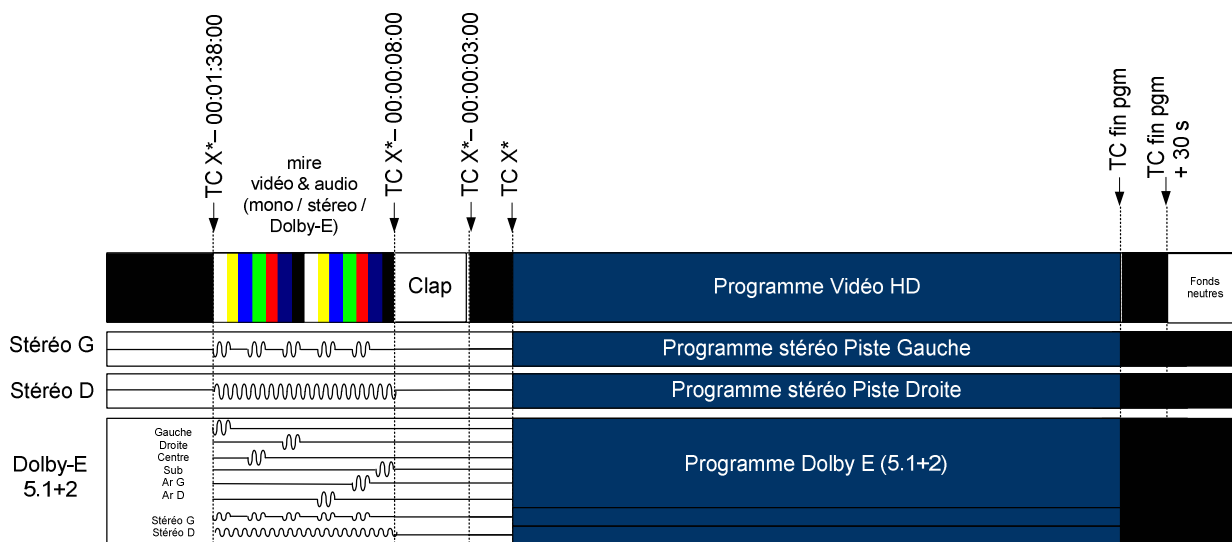 TC X*– 00:01:38:00
mire
vidéo & audio
(mono / stéreo /
Dolby-E)
TC X*– 00:00:08:00
TC X*– 00:00:03:00
TC X*
TC fin pgm
TC fin pgm
+ 30 s
Clap
Programme Vidéo HD
Fonds
neutres
Stéréo G
Programme stéréo Piste Gauche
Stéréo D
Programme stéréo Piste Droite
Dolby-E
5.1+2
Gauche
Droite
Centre
Sub
Ar G
Ar D
Stéréo G
Stéréo D
Programme Dolby E (5.1+2)